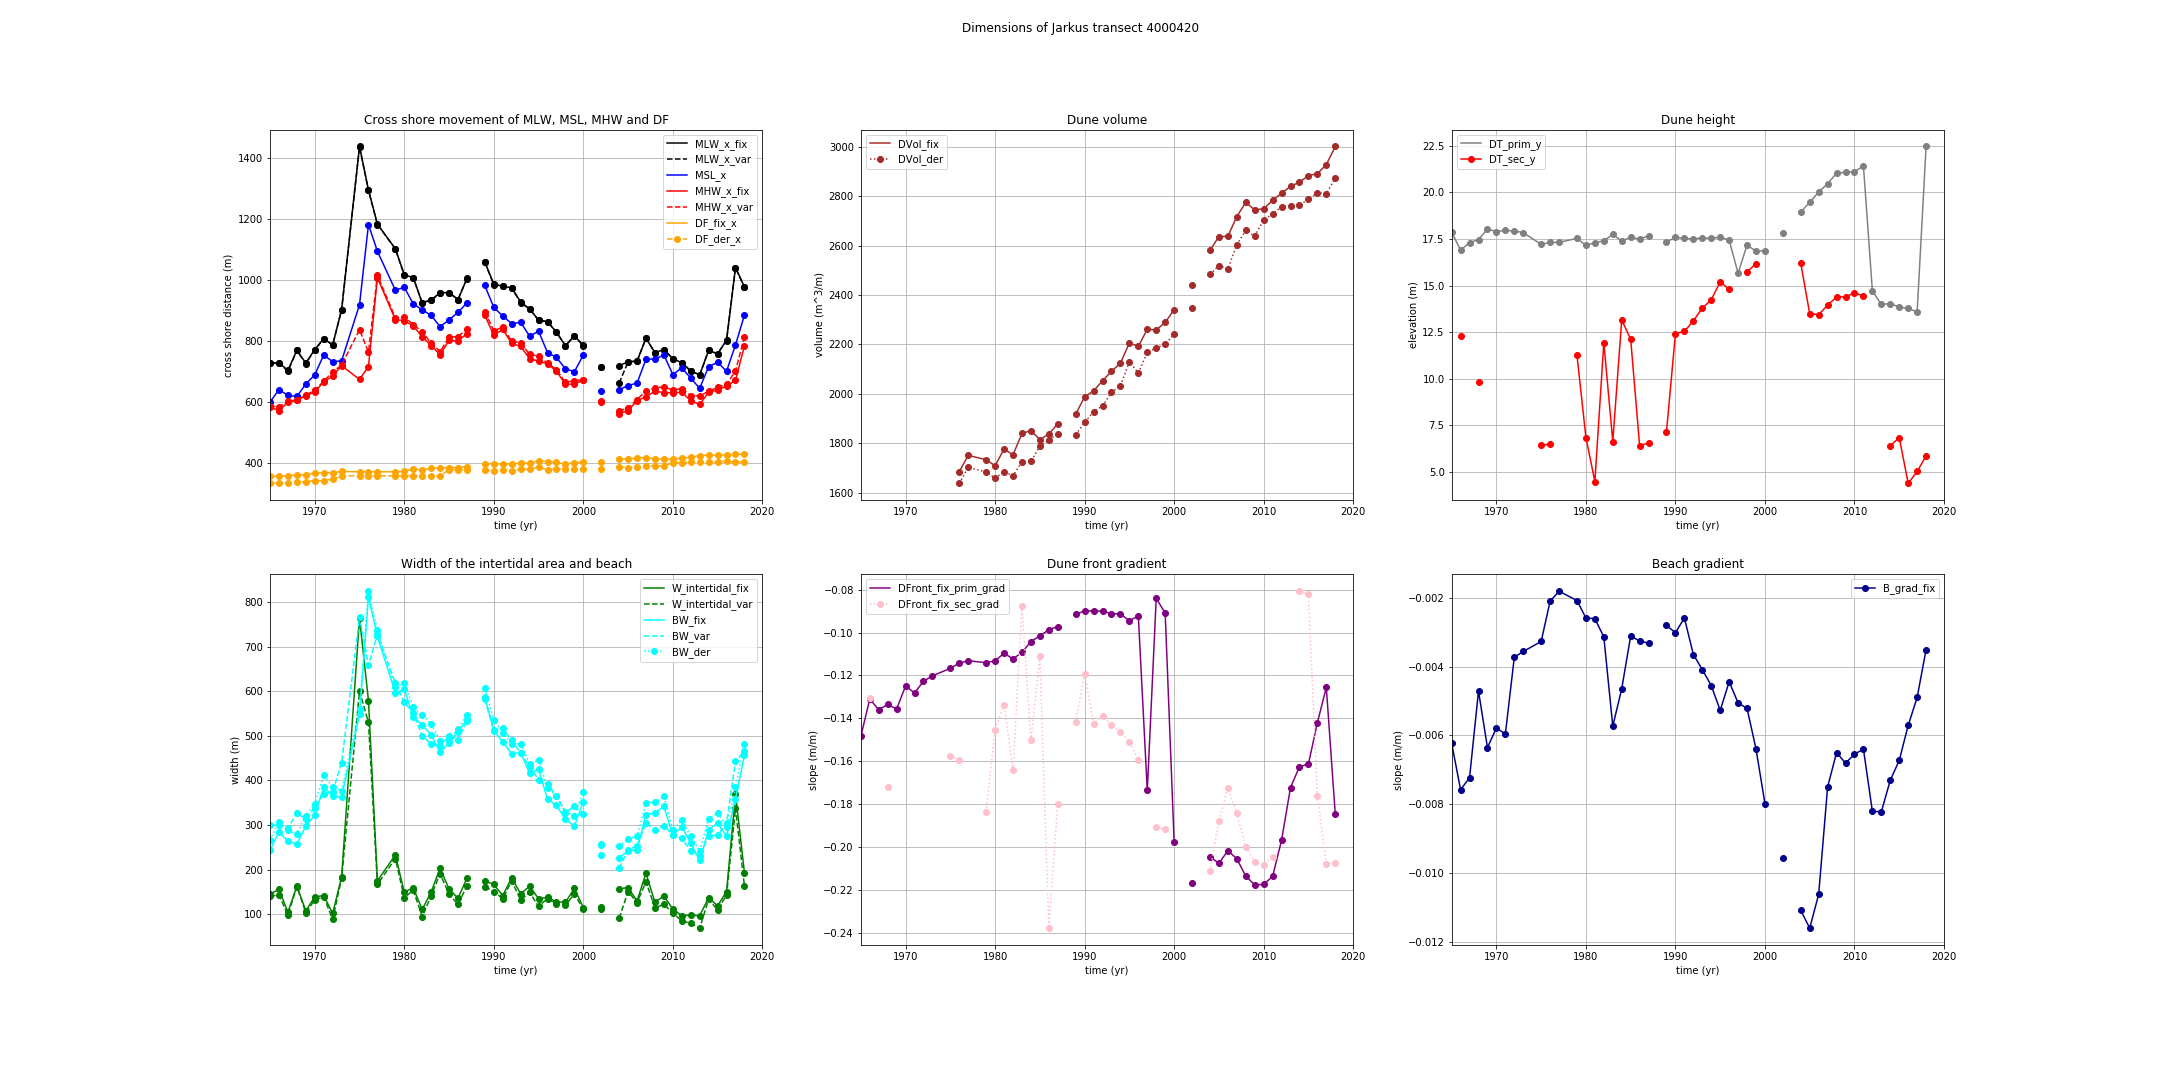 Dimensions of Jarkus transect 4000420
Cross shore movement of MLW, MSL, MHW and DF
cross shore distance (m)
1400
1200
1000
800
600
400
1970 1980 1990 2000 2010 2020
time (yr)
MLW_x_fix
MLW_x_var
MSL_x
MHW_x_fix
MHW_x_var
DF_fix_x
DF_der_x
Dune volume
volume (m^3/m)
3000
2800
2600
2400
2200
2000
1800
1600
1970 1980 1990 2000 2010 2020
time (yr)
DVol_fix
DVol_der
Dune height
elevation (m)
22.5
20.0
17.5
15.0
12.5
10.0
7.5
5.0
1970 1980 1990 2000 2010 2020
time (yr)
DT_prim_y
DT_sec_y
Width of the intertidal area and beach
width (m)
800
700
600
500
400
300
200
100
1970 1980 1990 2000 2010 2020
time (yr)
W_intertidal_fix
W_intertidal_var
BW_fix
BW_var
BW_der
Dune front gradient
slope (m/m)
−0.08
−0.10
−0.12
−0.14
−0.16
−0.18
−0.20
−0.22
−0.24
1970 1980 1990 2000 2010 2020
time (yr)
DFront_fix_prim_grad
DFront_fix_sec_grad
Beach gradient
slope (m/m)
−0.002
−0.004
−0.006
−0.008
−0.010
−0.012
1970 1980 1990 2000 2010 2020
time (yr)
B_grad_fix